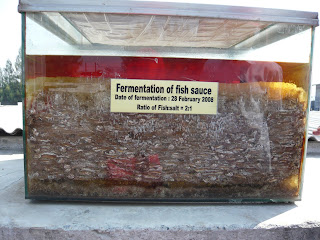 Fermentation of fish sauce
Date of fermentation : 28 February 2008
Ratio of Fish:salt = 2:1